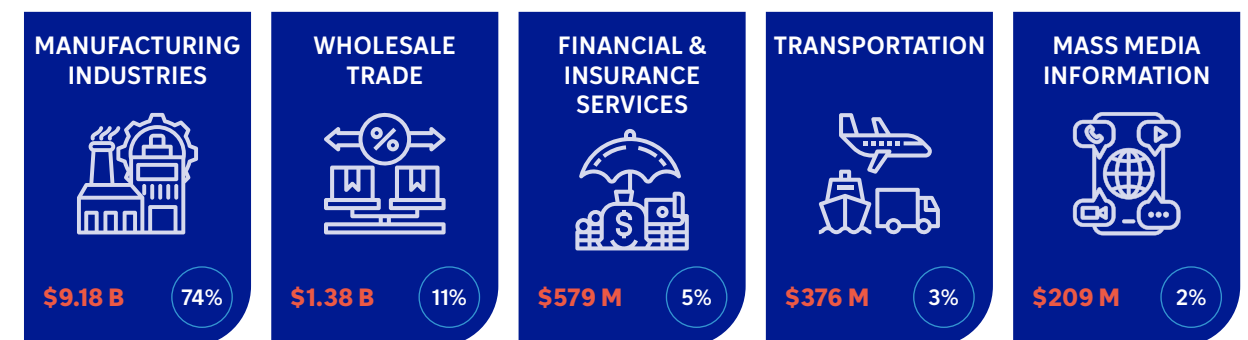 MANUFACTURING
INDUSTRIES
$9.18 B
74%
WHOLESALE
TRADE
%
$1.38 B
11%
FINANCIAL &
INSURANCE
SERVICES
$
$579 M
5%
TRANSPORTATION
$376 M
3%
MASS MEDIA
INFORMATION
$209 M
2%